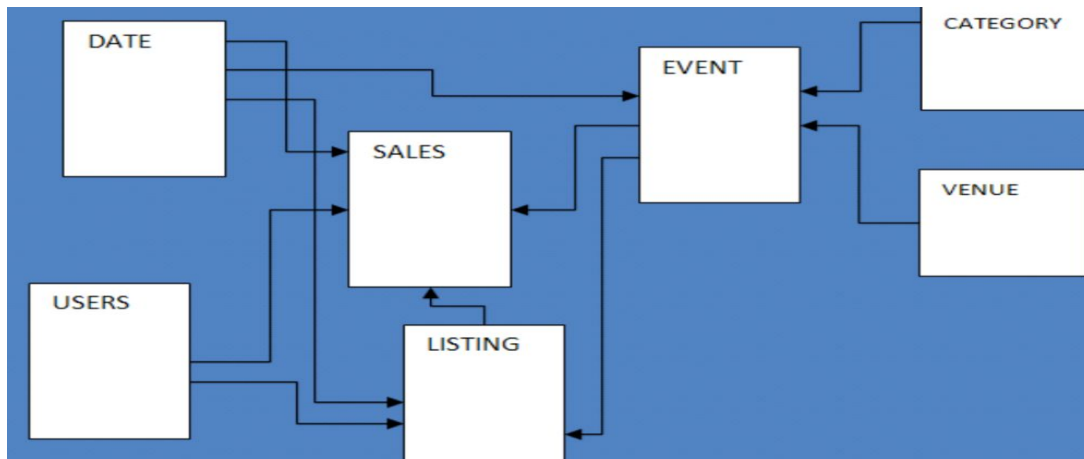 DATE
CATEGORY
EVENT
SALES
VENUE
USERS
LISTING